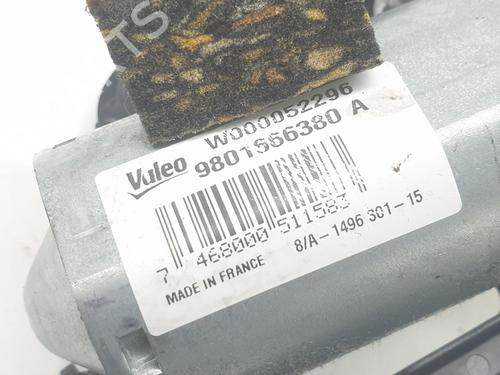 W000052296
Valeo 9801666380 A
7 468000 511583
8/A-1496 301-15
MADE IN FRANCE